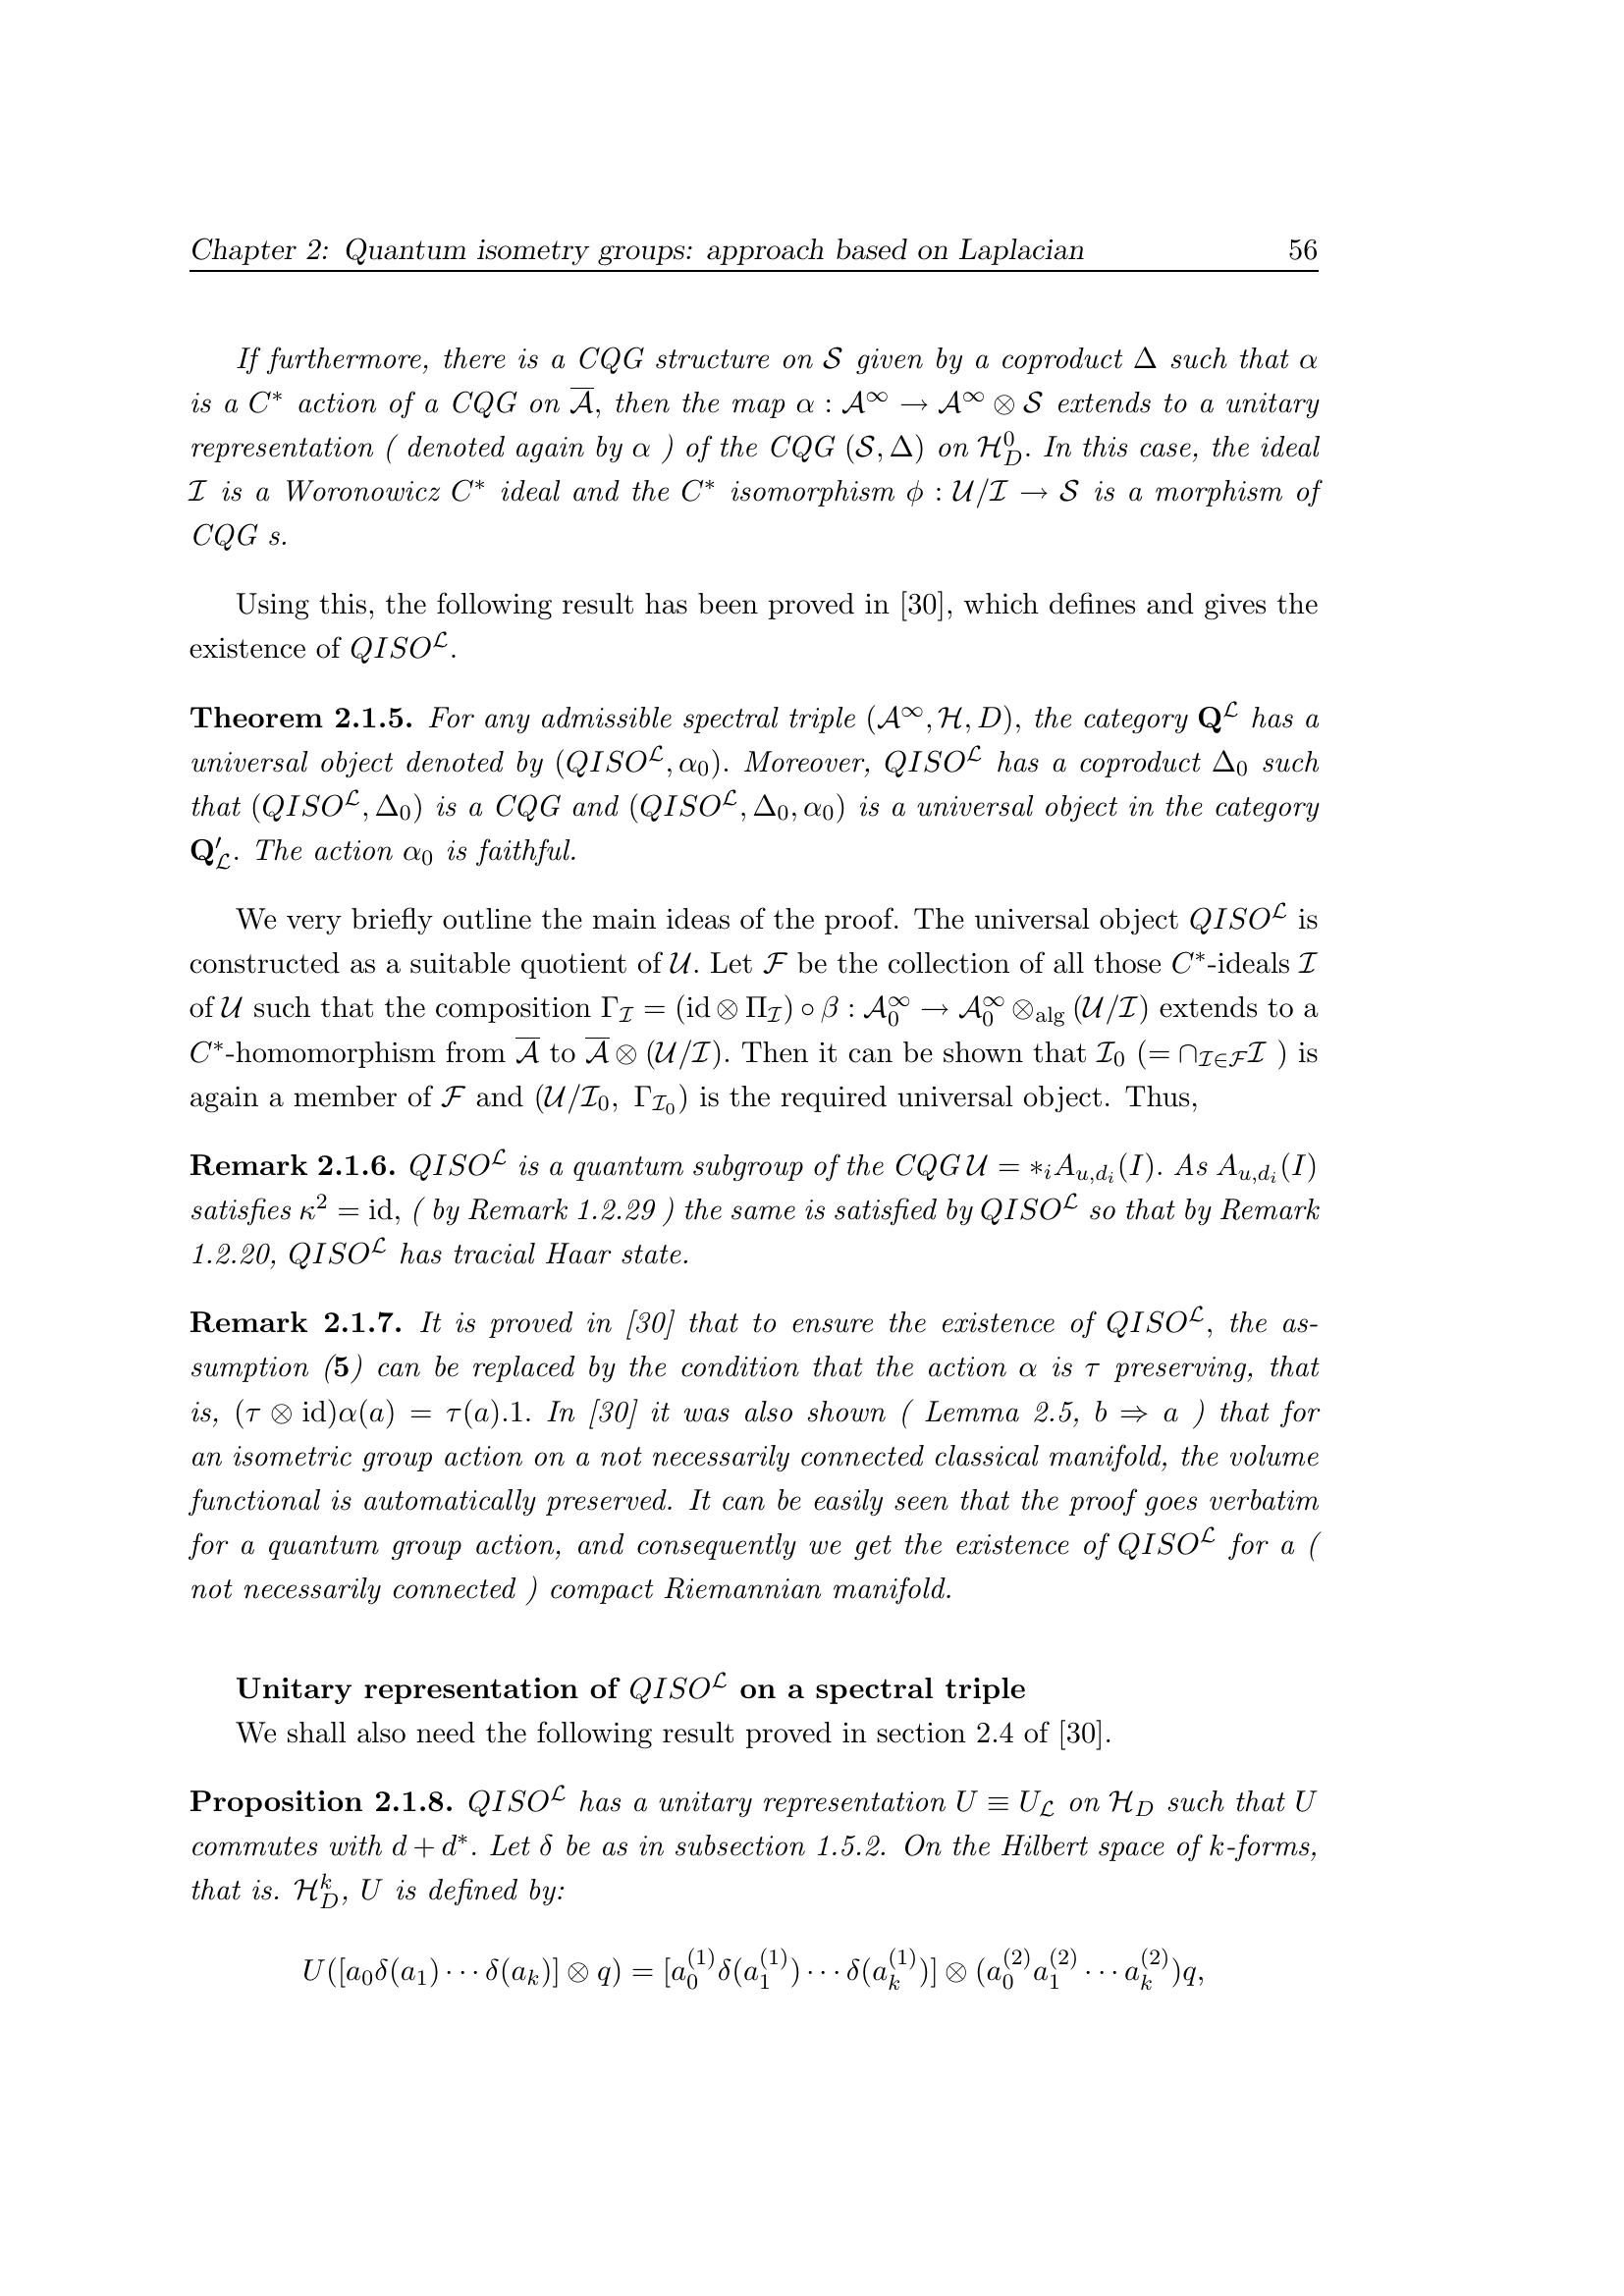 Chapter 2: Quantum isometry groups: approach based on Laplacian 56
If furthermore, there is a CQG structure on $\mathcal{S}$ given by a coproduct $\Delta$ such that $\alpha$
is a $C^*$ action of a CQG on $\overline{\mathcal{A}}$, then the map $\alpha : \mathcal{A}^\infty \to \mathcal{A}^\infty \otimes \mathcal{S}$ extends to a unitary
representation ( denoted again by $\alpha$ ) of the CQG $(\mathcal{S}, \Delta)$ on $\mathcal{H}_D^0$. In this case, the ideal
$\mathcal{I}$ is a Woronowicz $C^*$ ideal and the $C^*$ isomorphism $\phi : \mathcal{U}/\mathcal{I} \to \mathcal{S}$ is a morphism of
CQG s.
Using this, the following result has been proved in [30], which defines and gives the
existence of $QISO^{\mathcal{L}}$.
Theorem 2.1.5. For any admissible spectral triple $(\mathcal{A}^\infty, \mathcal{H}, D)$, the category $\mathbf{Q}^{\mathcal{L}}$ has a
universal object denoted by $(QISO^{\mathcal{L}}, \alpha_0)$. Moreover, $QISO^{\mathcal{L}}$ has a coproduct $\Delta_0$ such
that $(QISO^{\mathcal{L}}, \Delta_0)$ is a CQG and $(QISO^{\mathcal{L}}, \Delta_0, \alpha_0)$ is a universal object in the category
$\mathbf{Q}'_{\mathcal{L}}$. The action $\alpha_0$ is faithful.
We very briefly outline the main ideas of the proof. The universal object $QISO^{\mathcal{L}}$ is
constructed as a suitable quotient of $\mathcal{U}$. Let $\mathcal{F}$ be the collection of all those $C^*$-ideals $\mathcal{I}$
of $\mathcal{U}$ such that the composition $\Gamma_{\mathcal{I}} = (\mathrm{id} \otimes \Pi_{\mathcal{I}}) \circ \beta : \mathcal{A}_0^\infty \to \mathcal{A}_0^\infty \otimes_{\mathrm{alg}} (\mathcal{U}/\mathcal{I})$ extends to a
$C^*$-homomorphism from $\overline{\mathcal{A}}$ to $\overline{\mathcal{A}} \otimes (\mathcal{U}/\mathcal{I})$. Then it can be shown that $\mathcal{I}_0$ $(= \cap_{\mathcal{I} \in \mathcal{F}} \mathcal{I}$ ) is
again a member of $\mathcal{F}$ and $(\mathcal{U}/\mathcal{I}_0, \ \Gamma_{\mathcal{I}_0})$ is the required universal object. Thus,
Remark 2.1.6. $QISO^{\mathcal{L}}$ is a quantum subgroup of the CQG $\mathcal{U} = *_i A_{u,d_i}(I)$. As $A_{u,d_i}(I)$
satisfies $\kappa^2 = \mathrm{id}$, ( by Remark 1.2.29 ) the same is satisfied by $QISO^{\mathcal{L}}$ so that by Remark
1.2.20, $QISO^{\mathcal{L}}$ has tracial Haar state.
Remark 2.1.7. It is proved in [30] that to ensure the existence of $QISO^{\mathcal{L}}$, the as-
sumption (5) can be replaced by the condition that the action $\alpha$ is $\tau$ preserving, that
is, $(\tau \otimes \mathrm{id})\alpha(a) = \tau(a).1$. In [30] it was also shown ( Lemma 2.5, $b \Rightarrow a$ ) that for
an isometric group action on a not necessarily connected classical manifold, the volume
functional is automatically preserved. It can be easily seen that the proof goes verbatim
for a quantum group action, and consequently we get the existence of $QISO^{\mathcal{L}}$ for a (
not necessarily connected ) compact Riemannian manifold.
Unitary representation of $QISO^{\mathcal{L}}$ on a spectral triple
We shall also need the following result proved in section 2.4 of [30].
Proposition 2.1.8. $QISO^{\mathcal{L}}$ has a unitary representation $U \equiv U_{\mathcal{L}}$ on $\mathcal{H}_D$ such that $U$
commutes with $d + d^*$. Let $\delta$ be as in subsection 1.5.2. On the Hilbert space of $k$-forms,
that is. $\mathcal{H}_D^k$, $U$ is defined by:
$U([a_0\delta(a_1)\cdots\delta(a_k)] \otimes q) = [a_0^{(1)}\delta(a_1^{(1)})\cdots\delta(a_k^{(1)})] \otimes (a_0^{(2)}a_1^{(2)}\cdots a_k^{(2)})q,$